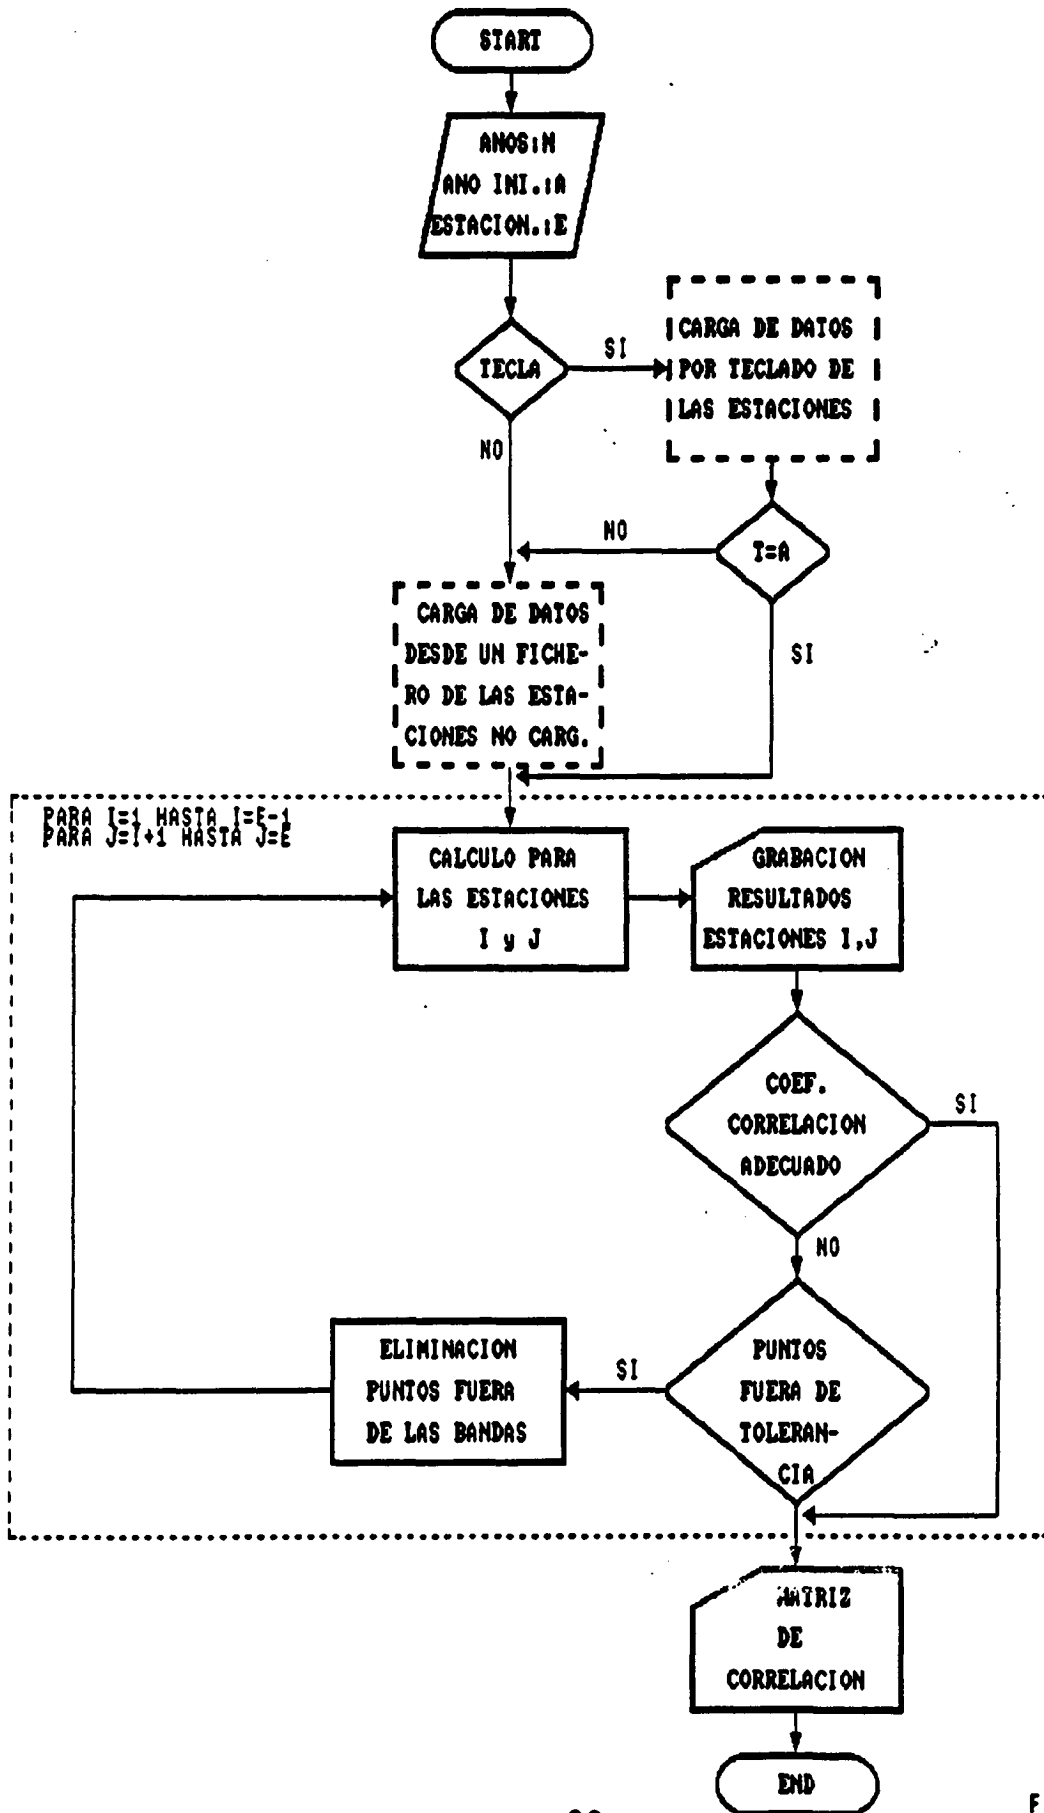 START
ANOS:N
ANO INI.:A
ESTACION.:E
TECLA
SI
CARGA DE DATOS
POR TECLADO DE
LAS ESTACIONES
NO
NO
T=A
SI
CARGA DE DATOS
DESDE UN FICHE-
RO DE LAS ESTA-
CIONES NO CARG.
PARA I=1 HASTA I=E-1
PARA J=I+1 HASTA J=E
CALCULO PARA
LAS ESTACIONES
I y J
GRABACION
RESULTADOS
ESTACIONES I,J
COEF.
CORRELACION
ADECUADO
SI
NO
PUNTOS
FUERA DE
TOLERAN-
CIA
SI
ELIMINACION
PUNTOS FUERA
DE LAS BANDAS
MATRIZ
DE
CORRELACION
END